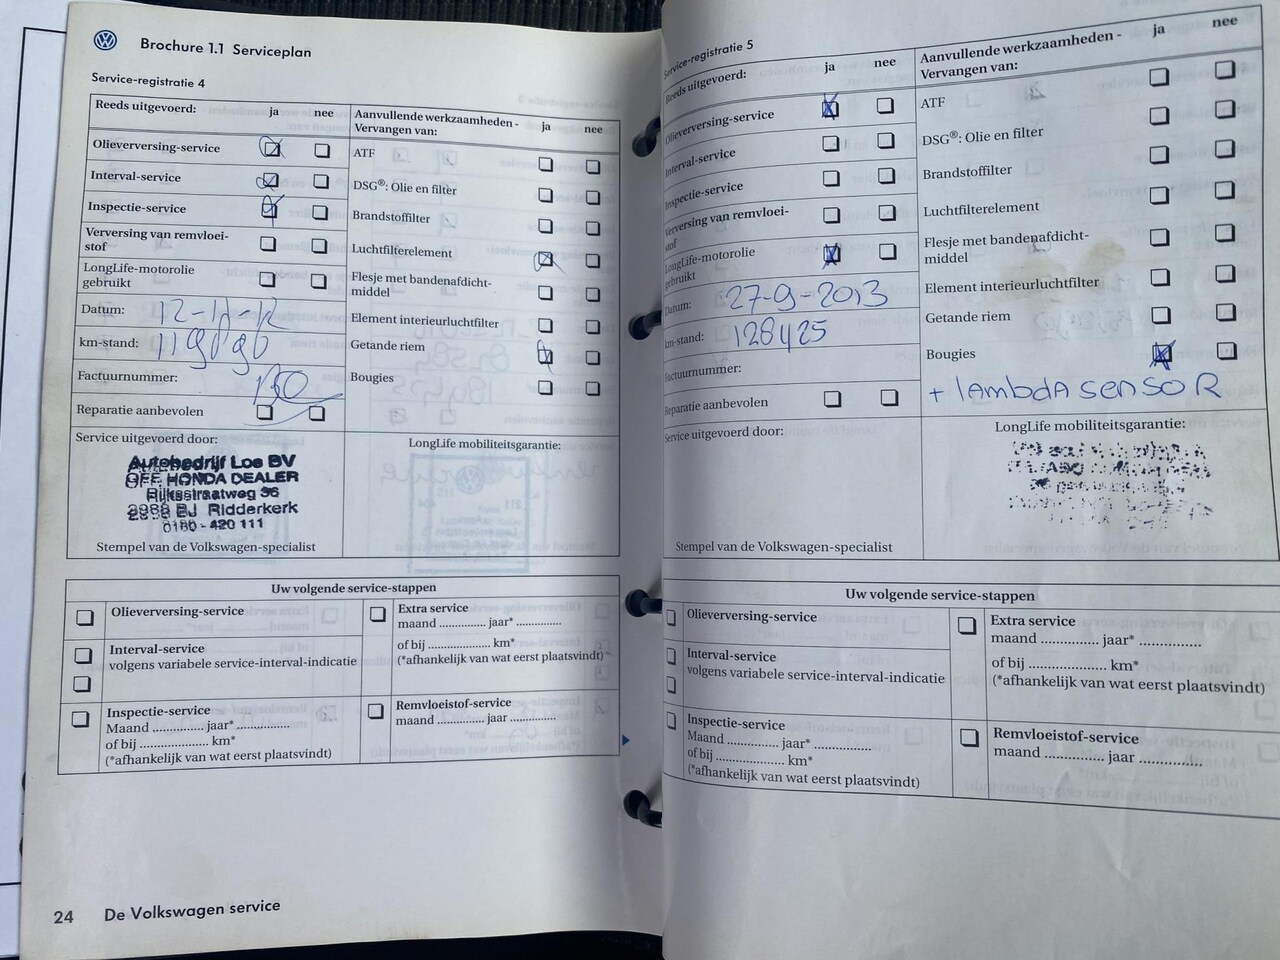 Brochure 1.1 Serviceplan
Service-registratie 4
Reeds uitgevoerd: ja nee
Olieverversing-service
Interval-service
Inspectie-service
Verversing van remvloei-
stof
LongLife-motorolie
gebruikt
Datum: 12-11-12
km-stand: 119090
Factuurnummer: 130
Reparatie aanbevolen
Aanvullende werkzaamheden -
Vervangen van: ja nee
ATF
DSG®: Olie en filter
Brandstoffilter
Luchtfilterelement
Flesje met bandenafdicht-
middel
Element interieurluchtfilter
Getande riem
Bougies
Service uitgevoerd door:
Autobedrijf Los BV
OFF. HONDA DEALER
Rijksstraatweg 36
2988 BJ Ridderkerk
0180 - 420 111
Stempel van de Volkswagen-specialist
LongLife mobiliteitsgarantie:
Uw volgende service-stappen
Olieverversing-service
Interval-service
volgens variabele service-interval-indicatie
Inspectie-service
Maand ............ jaar* ............
of bij .................. km*
(*afhankelijk van wat eerst plaatsvindt)
Extra service
maand ............ jaar* ............
of bij .................. km*
(*afhankelijk van wat eerst plaatsvindt)
Remvloeistof-service
maand ............ jaar ............
24 De Volkswagen service
Service-registratie 5
Reeds uitgevoerd: ja nee
Olieverversing-service
Interval-service
Inspectie-service
Verversing van remvloei-
stof
LongLife-motorolie
gebruikt
Datum: 27-9-2013
km-stand: 128425
Factuurnummer:
Reparatie aanbevolen
Aanvullende werkzaamheden -
Vervangen van: ja nee
ATF
DSG®: Olie en filter
Brandstoffilter
Luchtfilterelement
Flesje met bandenafdicht-
middel
Element interieurluchtfilter
Getande riem
Bougies
+ lAmbdA senSOR
Service uitgevoerd door:
Stempel van de Volkswagen-specialist
LongLife mobiliteitsgarantie:
Uw volgende service-stappen
Olieverversing-service
Interval-service
volgens variabele service-interval-indicatie
Inspectie-service
Maand ............ jaar* ............
of bij .................. km*
(*afhankelijk van wat eerst plaatsvindt)
Extra service
maand ............ jaar* ............
of bij .................. km*
(*afhankelijk van wat eerst plaatsvindt)
Remvloeistof-service
maand ............ jaar ............